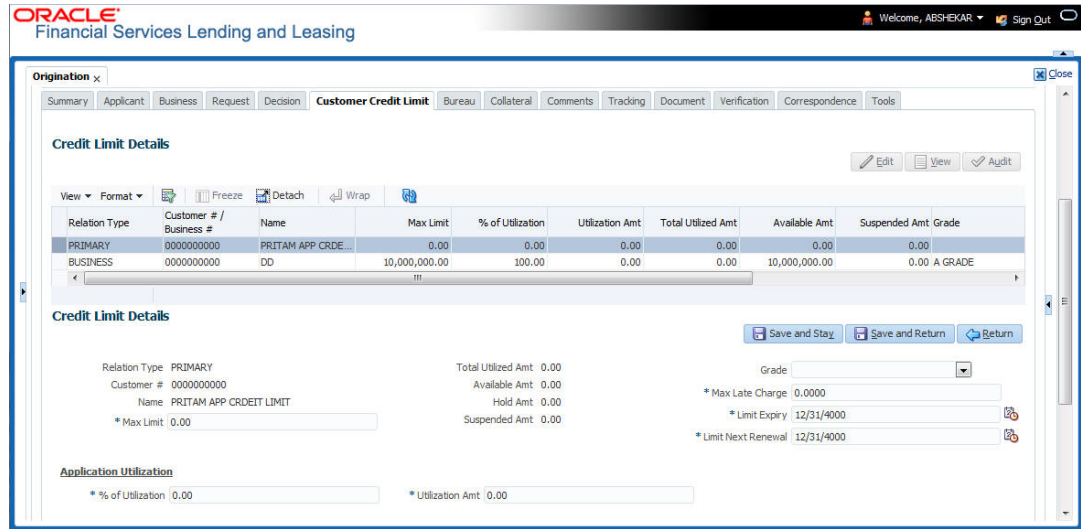 ORACLE'
Financial Services Lending and Leasing
Welcome, ABSHEKAR Sign Out
Origination x
Close
Summary Applicant Business Request Decision Customer Credit Limit Bureau Collateral Comments Tracking Document Verification Correspondence Tools
Credit Limit Details
Edit View Audit
View Format Freeze Detach Wrap
Relation Type Customer # / Business # Name Max Limit % of Utilization Utilization Amt Total Utilized Amt Available Amt Suspended Amt Grade
PRIMARY 0000000000 PRITAM APP CRDE... 0.00 0.00 0.00 0.00 0.00 0.00
BUSINESS 0000000000 DD 10,000,000.00 100.00 0.00 0.00 10,000,000.00 0.00 A GRADE
Credit Limit Details
Save and Stay Save and Return Return
Relation Type PRIMARY Total Utilized Amt 0.00 Grade
Customer # 0000000000 Available Amt 0.00 * Max Late Charge 0.0000
Name PRITAM APP CRDEIT LIMIT Hold Amt 0.00 * Limit Expiry 12/31/4000
* Max Limit 0.00 Suspended Amt 0.00 * Limit Next Renewal 12/31/4000
Application Utilization
* % of Utilization 0.00 * Utilization Amt 0.00